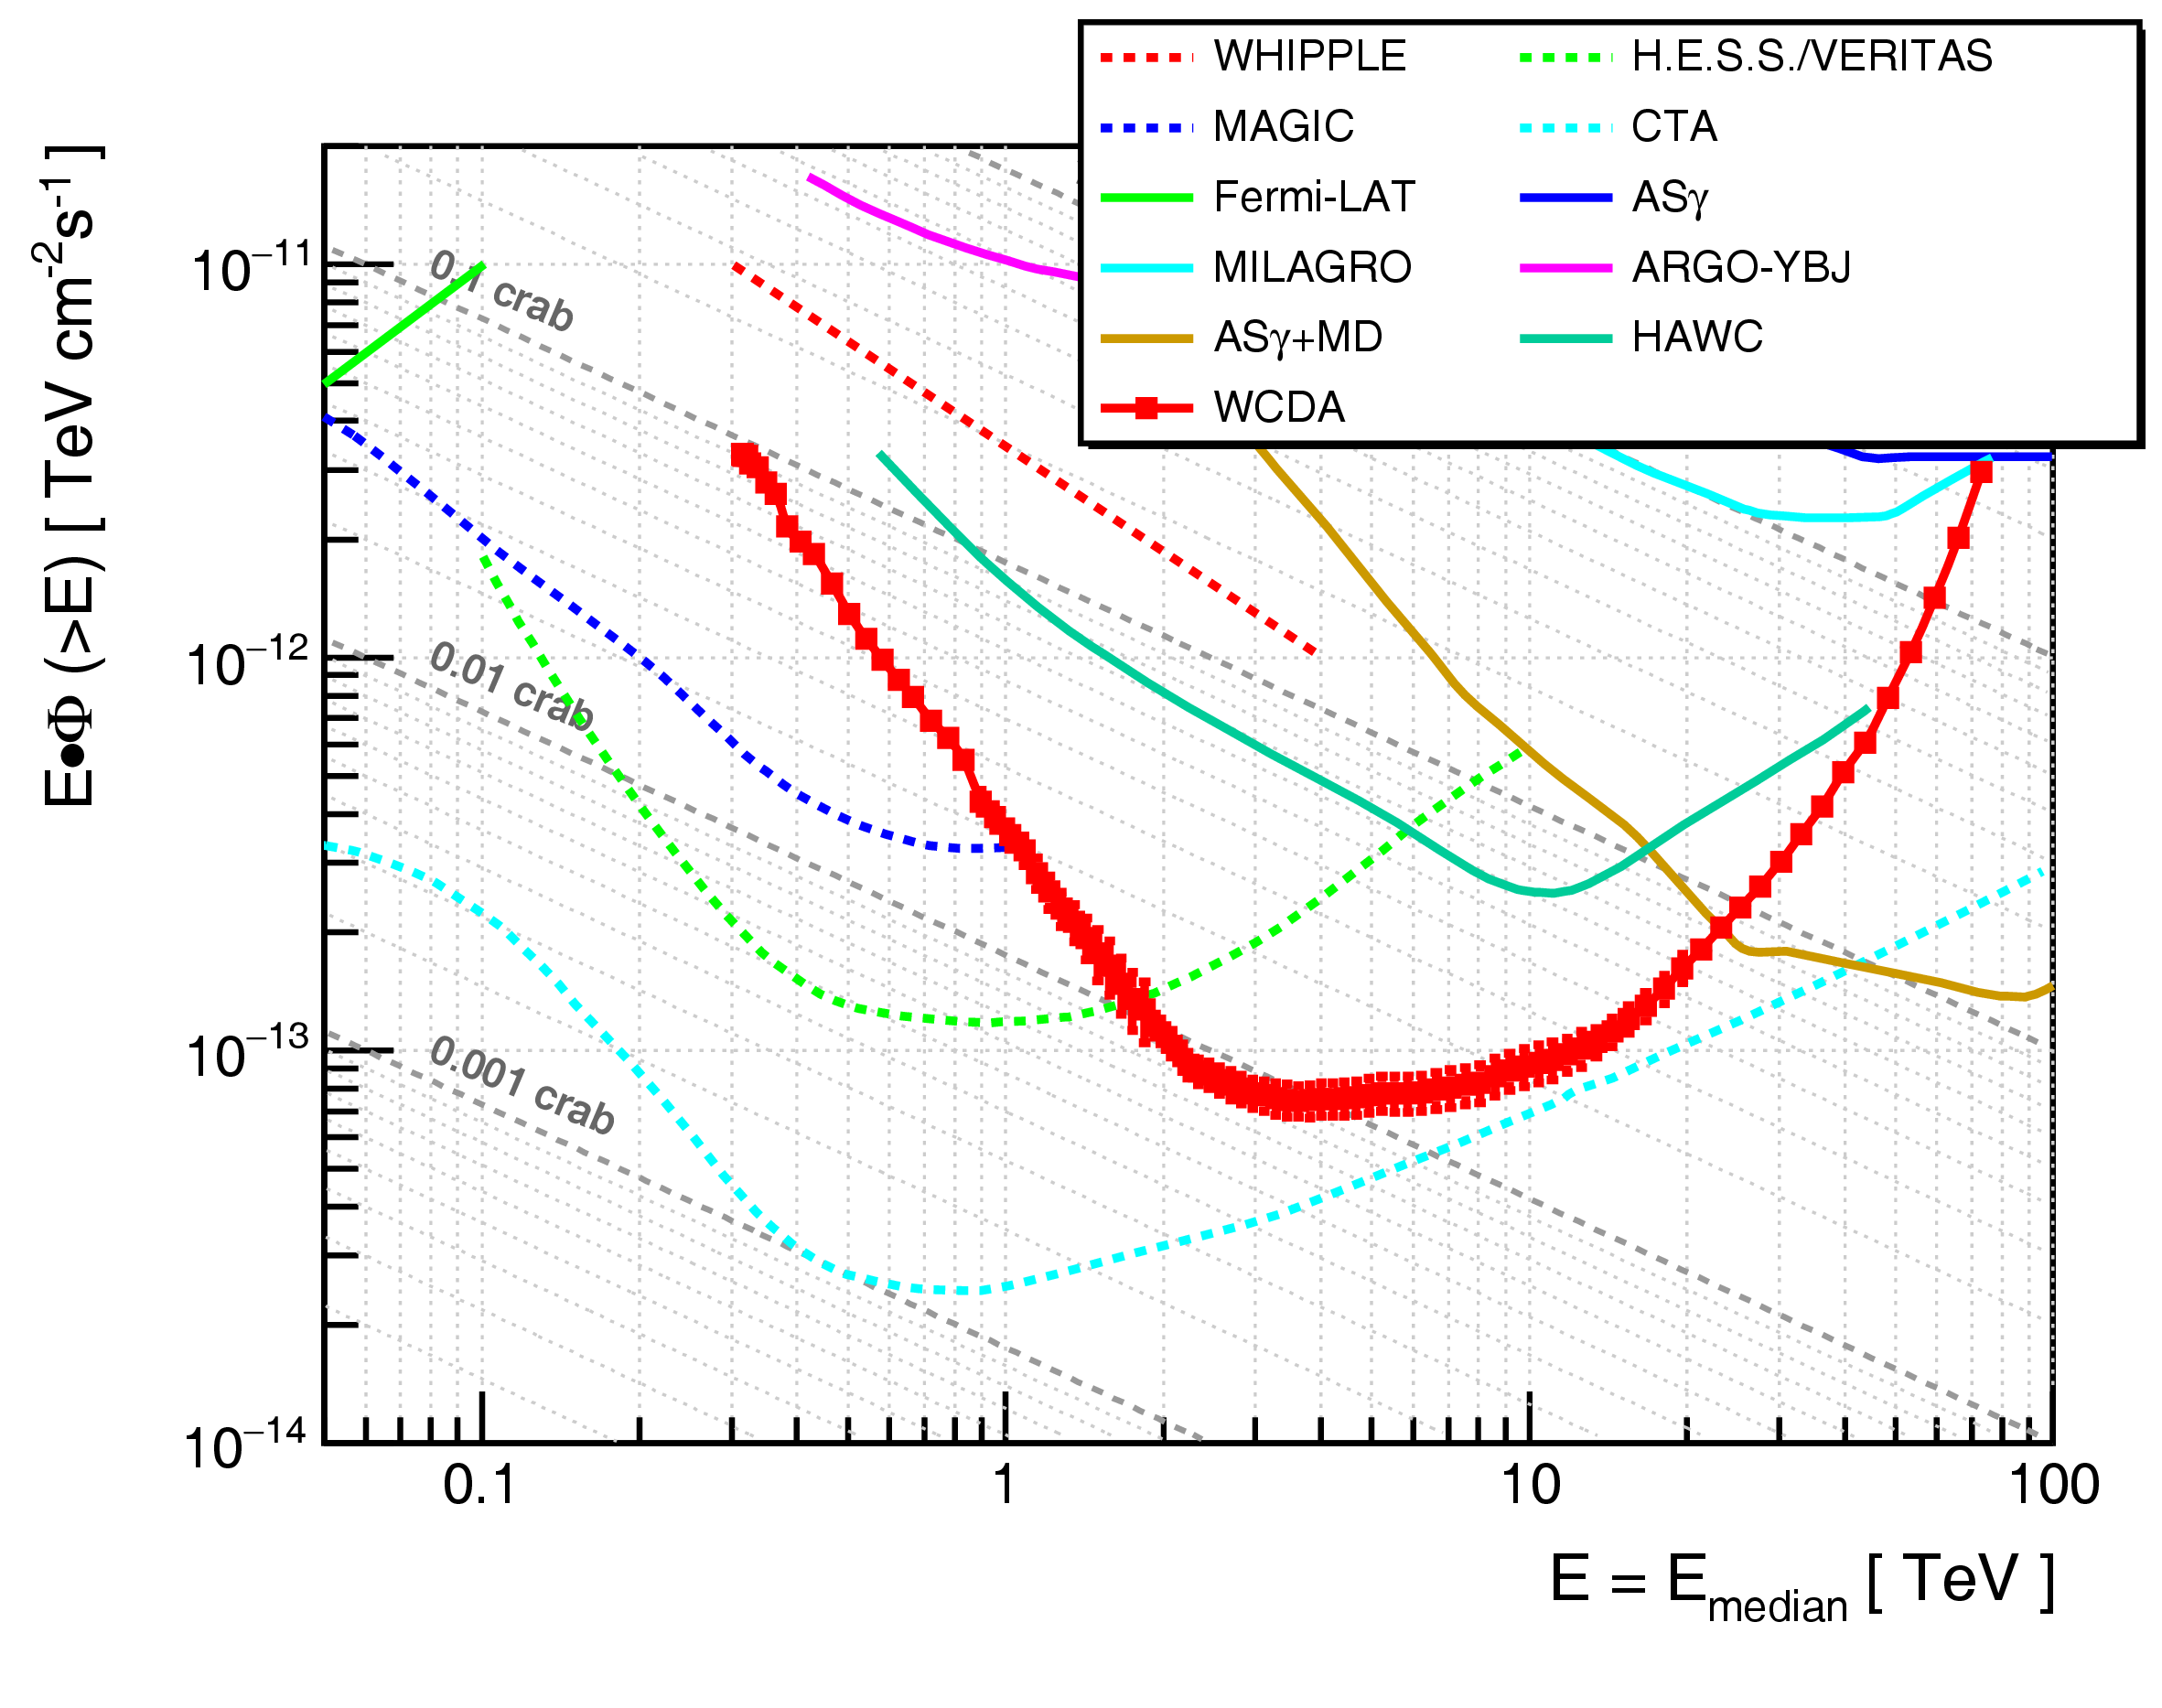 WHIPPLE H.E.S.S./VERITAS
MAGIC CTA
Fermi-LAT ASγ
MILAGRO ARGO-YBJ
ASγ+MD HAWC
WCDA
E•Φ (>E) [ TeV cm⁻²s⁻¹ ]
10⁻¹¹
10⁻¹²
10⁻¹³
10⁻¹⁴
0.1 crab
0.01 crab
0.001 crab
0.1 1 10 100
E = Emedian [ TeV ]